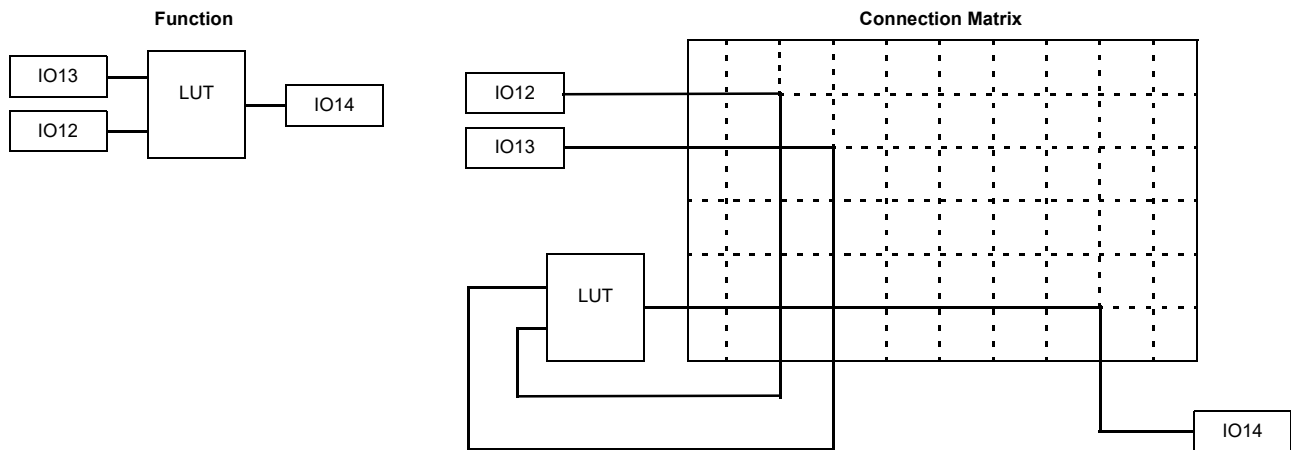 Function
IO13
IO12
LUT
IO14
Connection Matrix
IO12
IO13
LUT
IO14